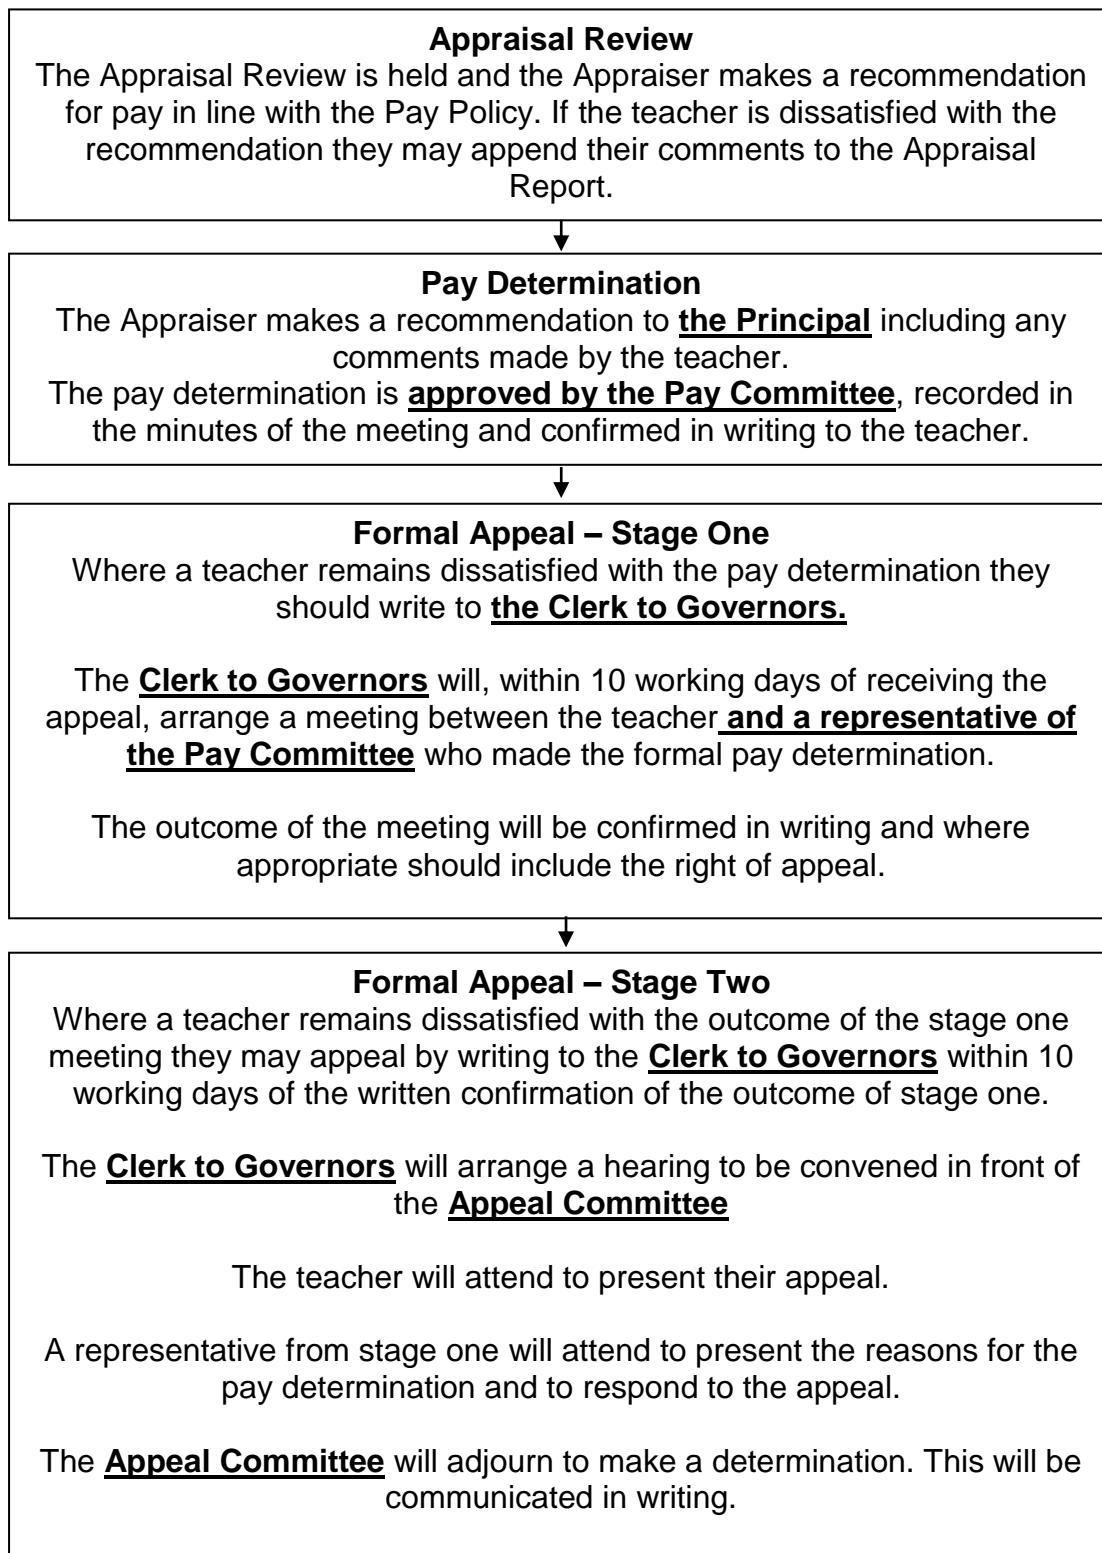 Appraisal Review
The Appraisal Review is held and the Appraiser makes a recommendation
for pay in line with the Pay Policy. If the teacher is dissatisfied with the
recommendation they may append their comments to the Appraisal
Report.
Pay Determination
The Appraiser makes a recommendation to the Principal including any
comments made by the teacher.
The pay determination is approved by the Pay Committee, recorded in
the minutes of the meeting and confirmed in writing to the teacher.
Formal Appeal – Stage One
Where a teacher remains dissatisfied with the pay determination they
should write to the Clerk to Governors.
The Clerk to Governors will, within 10 working days of receiving the
appeal, arrange a meeting between the teacher and a representative of
the Pay Committee who made the formal pay determination.
The outcome of the meeting will be confirmed in writing and where
appropriate should include the right of appeal.
Formal Appeal – Stage Two
Where a teacher remains dissatisfied with the outcome of the stage one
meeting they may appeal by writing to the Clerk to Governors within 10
working days of the written confirmation of the outcome of stage one.
The Clerk to Governors will arrange a hearing to be convened in front of
the Appeal Committee
The teacher will attend to present their appeal.
A representative from stage one will attend to present the reasons for the
pay determination and to respond to the appeal.
The Appeal Committee will adjourn to make a determination. This will be
communicated in writing.